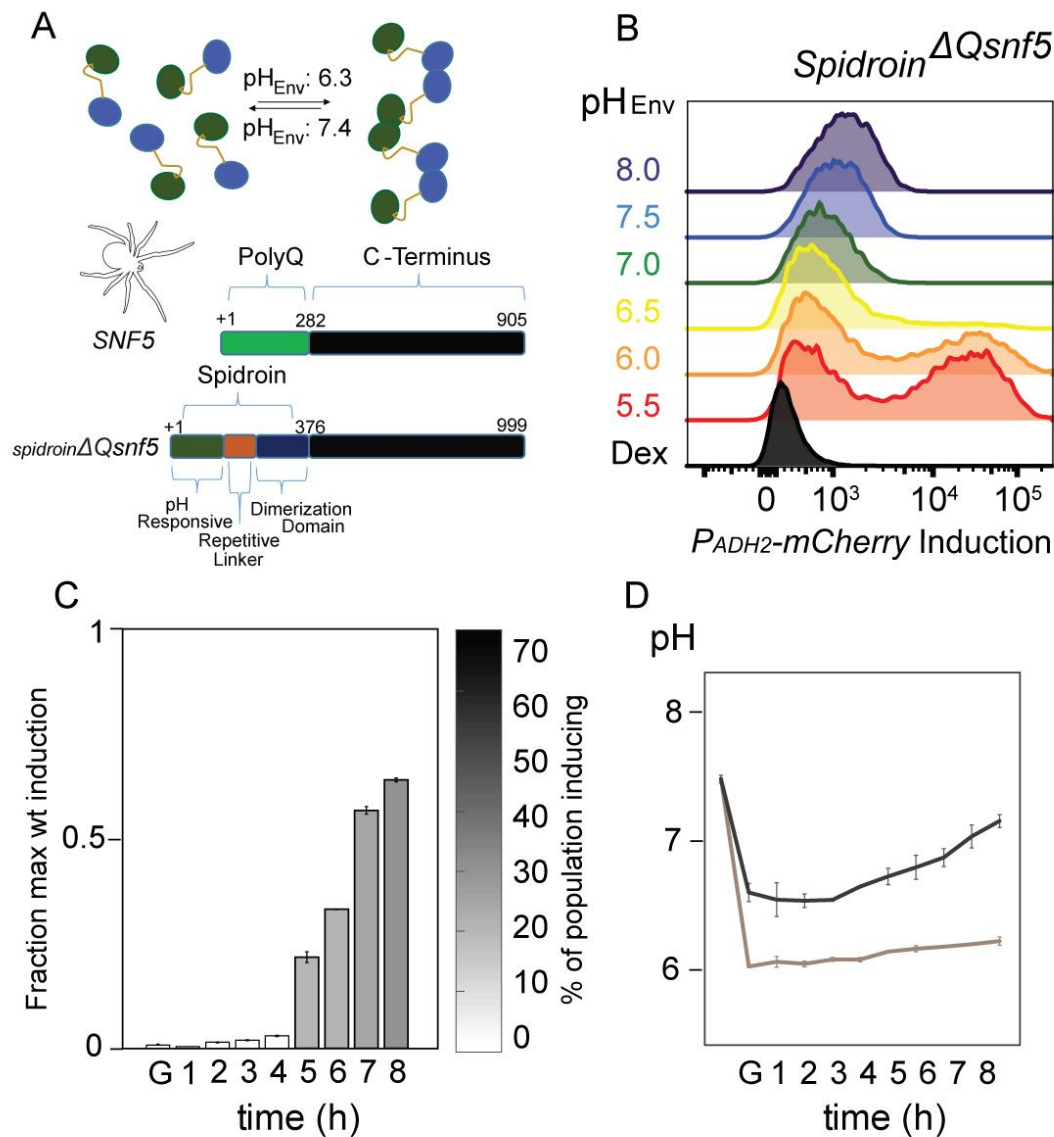 A
pHEnv: 6.3
pHEnv: 7.4
PolyQ
C-Terminus
+1
282
905
SNF5
Spidroin
+1
376
999
spidroinΔQsnf5
pH
Responsive
Repetitive
Linker
Dimerization
Domain
B
SpidroinΔQsnf5
pHEnv
8.0
7.5
7.0
6.5
6.0
5.5
Dex
0 10³ 10⁴ 10⁵
PADH2-mCherry Induction
C
Fraction max wt induction
1
0.5
0
G 1 2 3 4 5 6 7 8
time (h)
70
60
50
40
30
20
10
0
% of population inducing
D
pH
8
7
6
G 1 2 3 4 5 6 7 8
time (h)